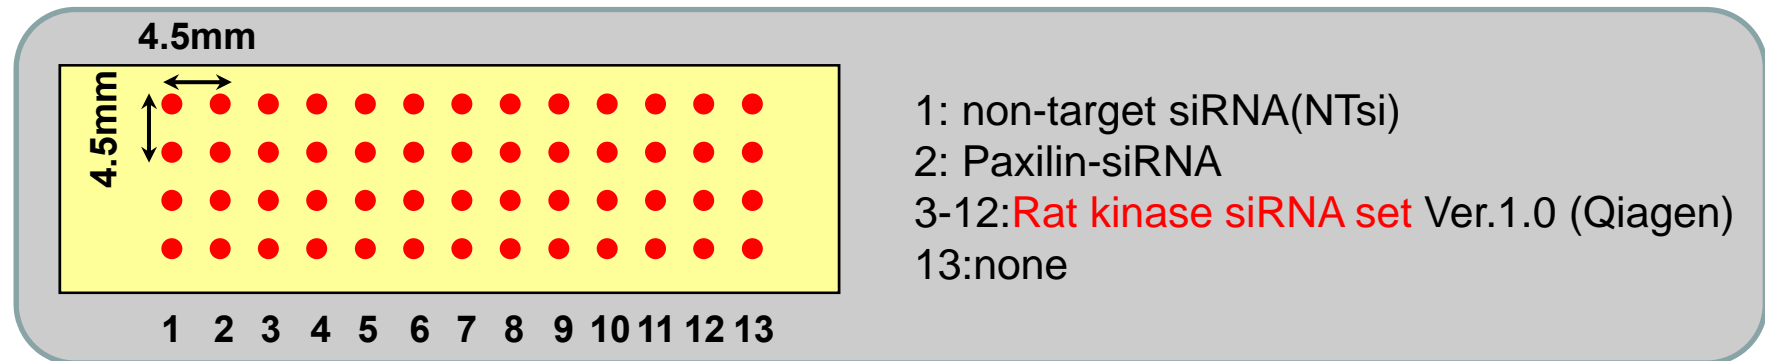 4.5mm
4.5mm
1 2 3 4 5 6 7 8 9 10 11 12 13
1: non-target siRNA(NTsi)
2: Paxilin-siRNA
3-12:Rat kinase siRNA set Ver.1.0 (Qiagen)
13:none